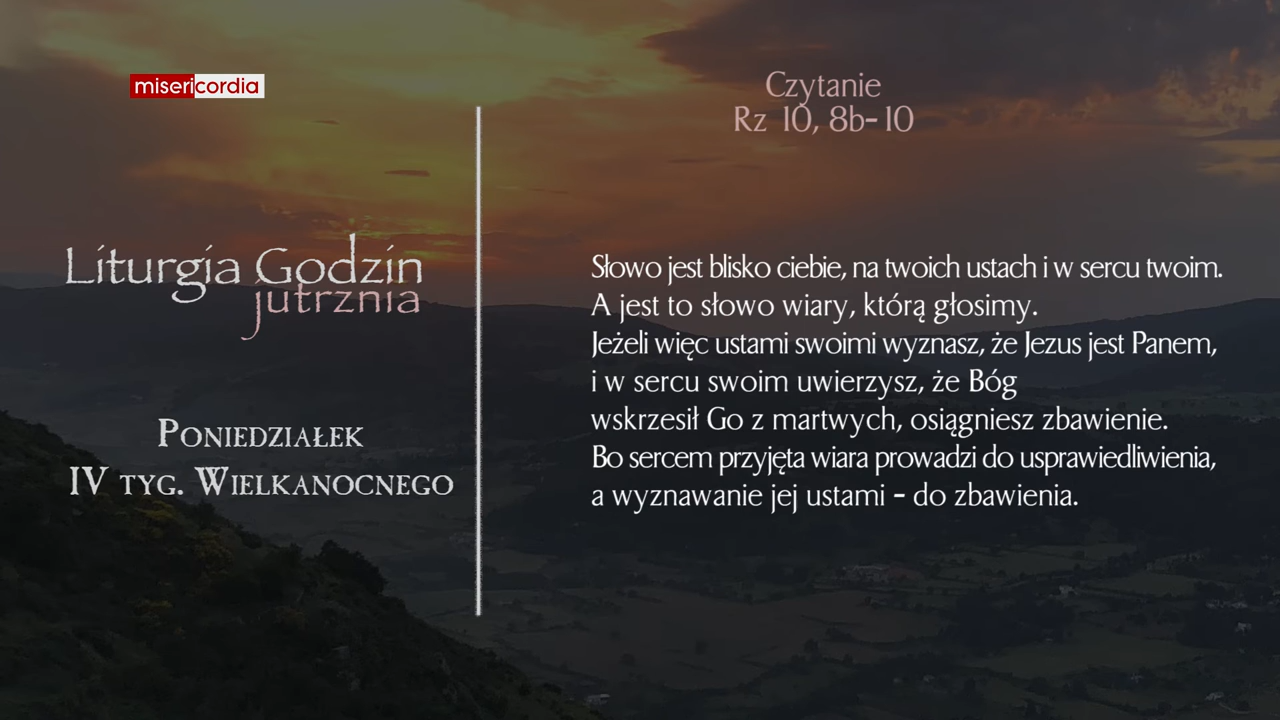 misericordia
Liturgia Godzin
jutrznia
Poniedziałek
IV tyg. Wielkanocnego
Czytanie
Rz 10, 8b-10
Słowo jest blisko ciebie, na twoich ustach i w sercu twoim.
A jest to słowo wiary, którą głosimy.
Jeżeli więc ustami swoimi wyznasz, że Jezus jest Panem,
i w sercu swoim uwierzysz, że Bóg
wskrzesił Go z martwych, osiągniesz zbawienie.
Bo sercem przyjęta wiara prowadzi do usprawiedliwienia,
a wyznawanie jej ustami - do zbawienia.